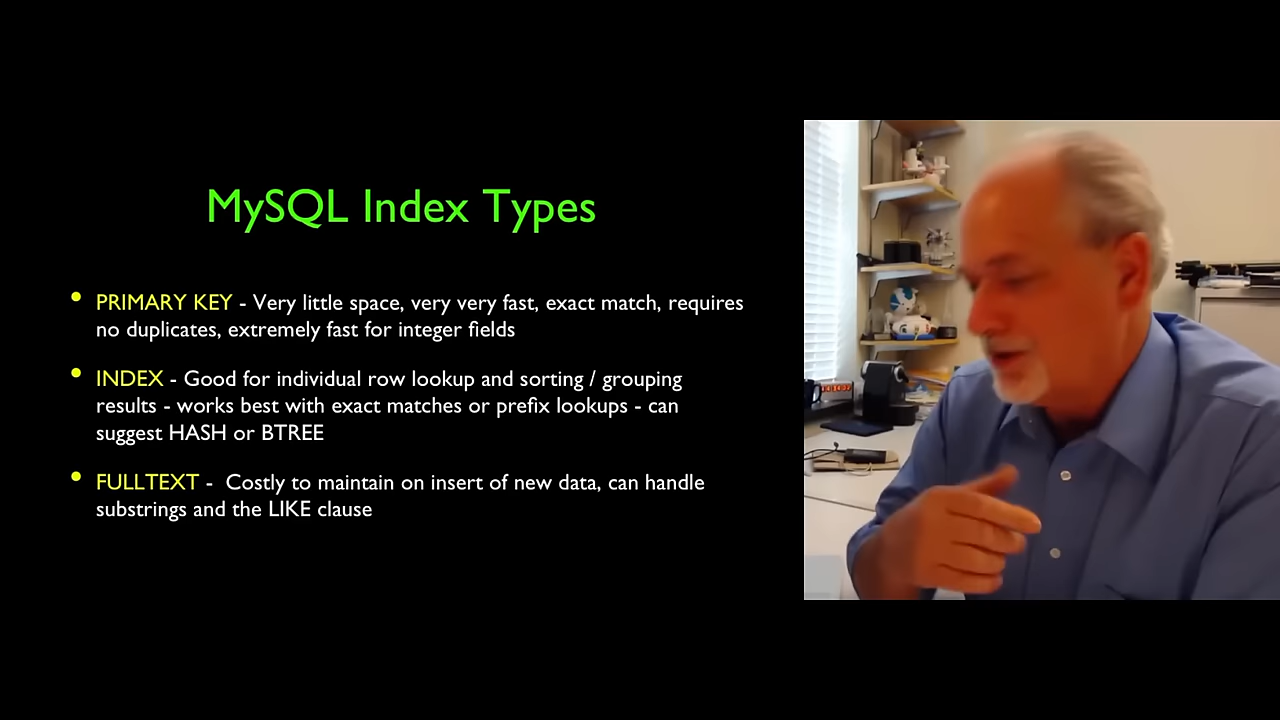 MySQL Index Types
• PRIMARY KEY - Very little space, very very fast, exact match, requires
no duplicates, extremely fast for integer fields
• INDEX - Good for individual row lookup and sorting / grouping
results - works best with exact matches or prefix lookups - can
suggest HASH or BTREE
• FULLTEXT -  Costly to maintain on insert of new data, can handle
substrings and the LIKE clause